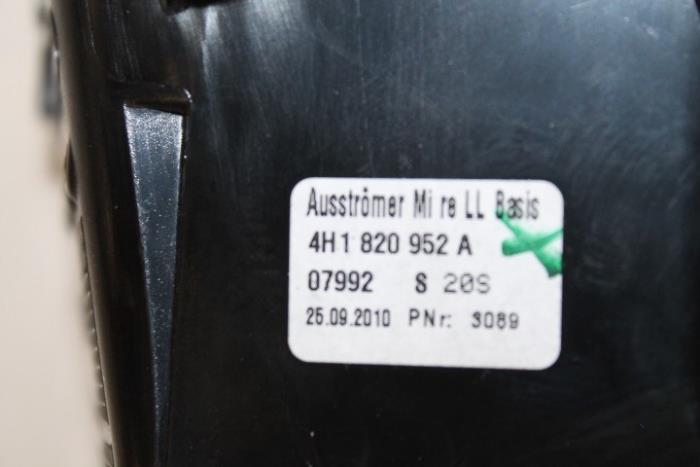 Ausströmer Mi re LL Basis
4H1 820 952 A
07992 S 20S
25.09.2010 PNr: 3089